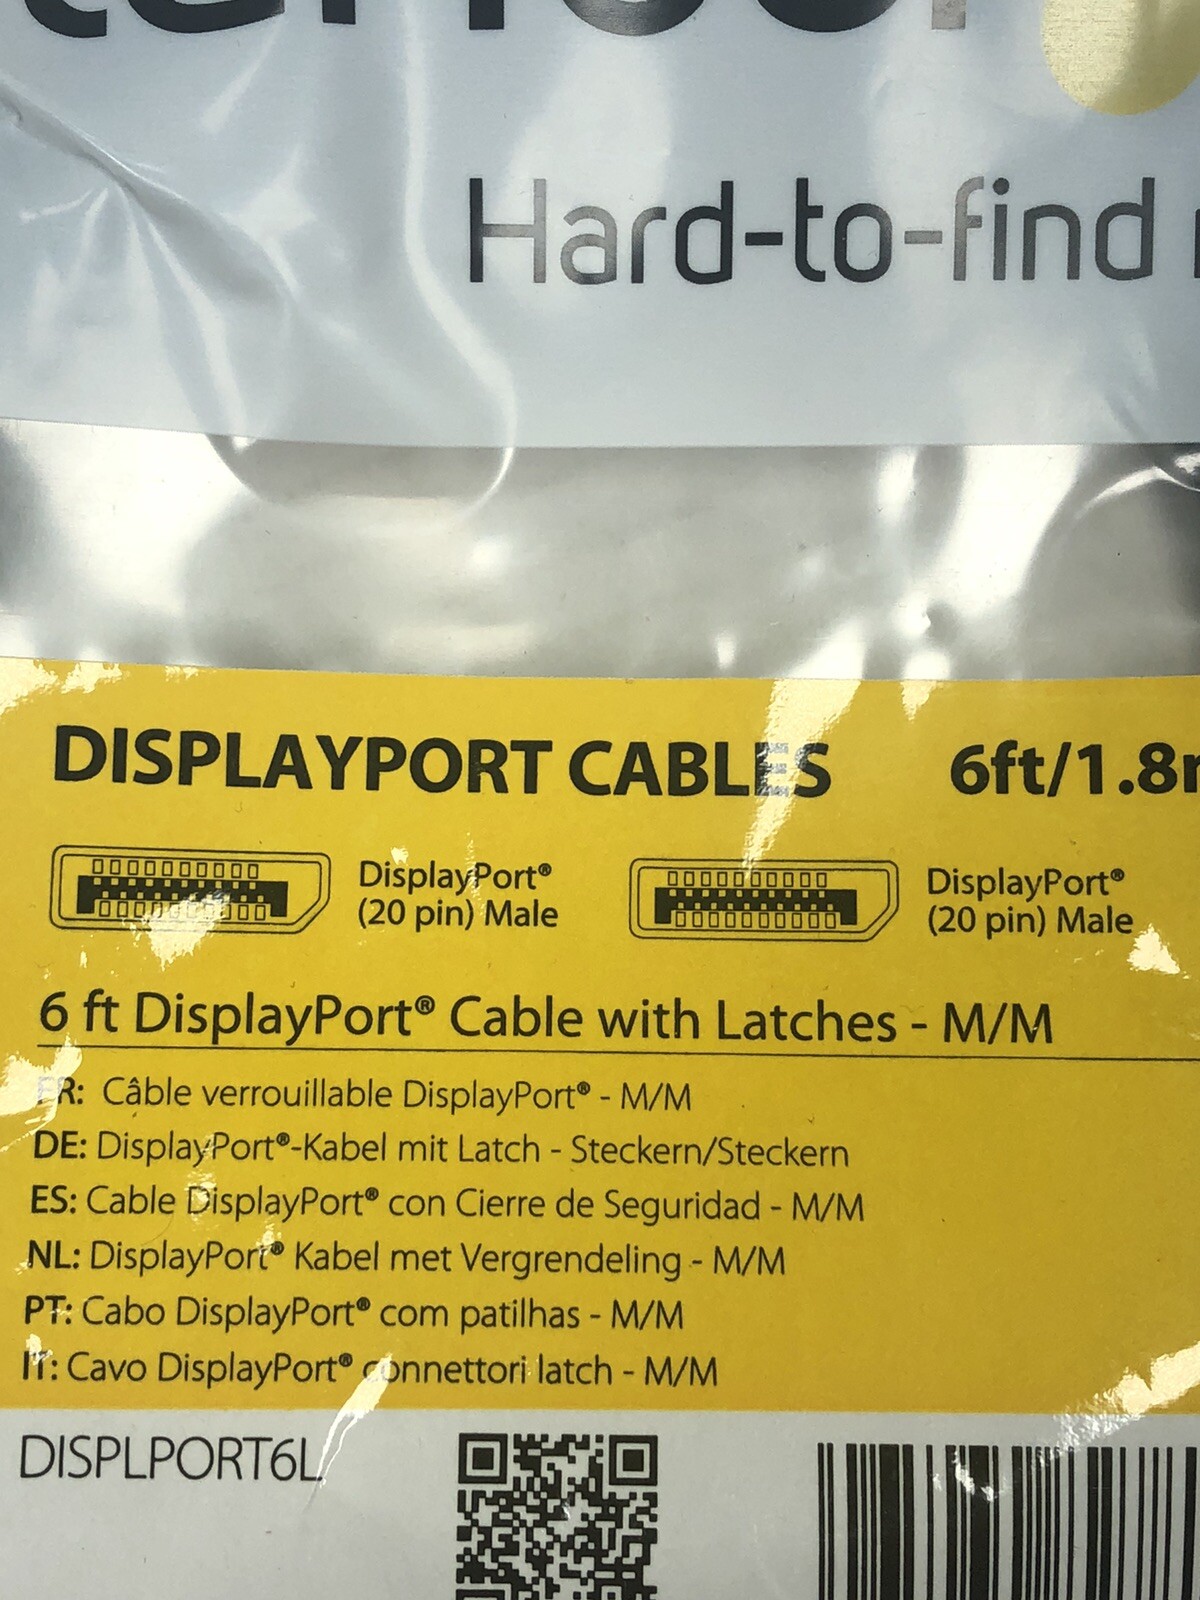 Hard-to-find
DISPLAYPORT CABLES 6ft/1.8
DisplayPort®
(20 pin) Male
DisplayPort®
(20 pin) Male
6 ft DisplayPort® Cable with Latches - M/M
FR: Câble verrouillable DisplayPort® - M/M
DE: DisplayPort®-Kabel mit Latch - Steckern/Steckern
ES: Cable DisplayPort® con Cierre de Seguridad - M/M
NL: DisplayPort® Kabel met Vergrendeling - M/M
PT: Cabo DisplayPort® com patilhas - M/M
IT: Cavo DisplayPort® connettori latch - M/M
DISPLPORT6L